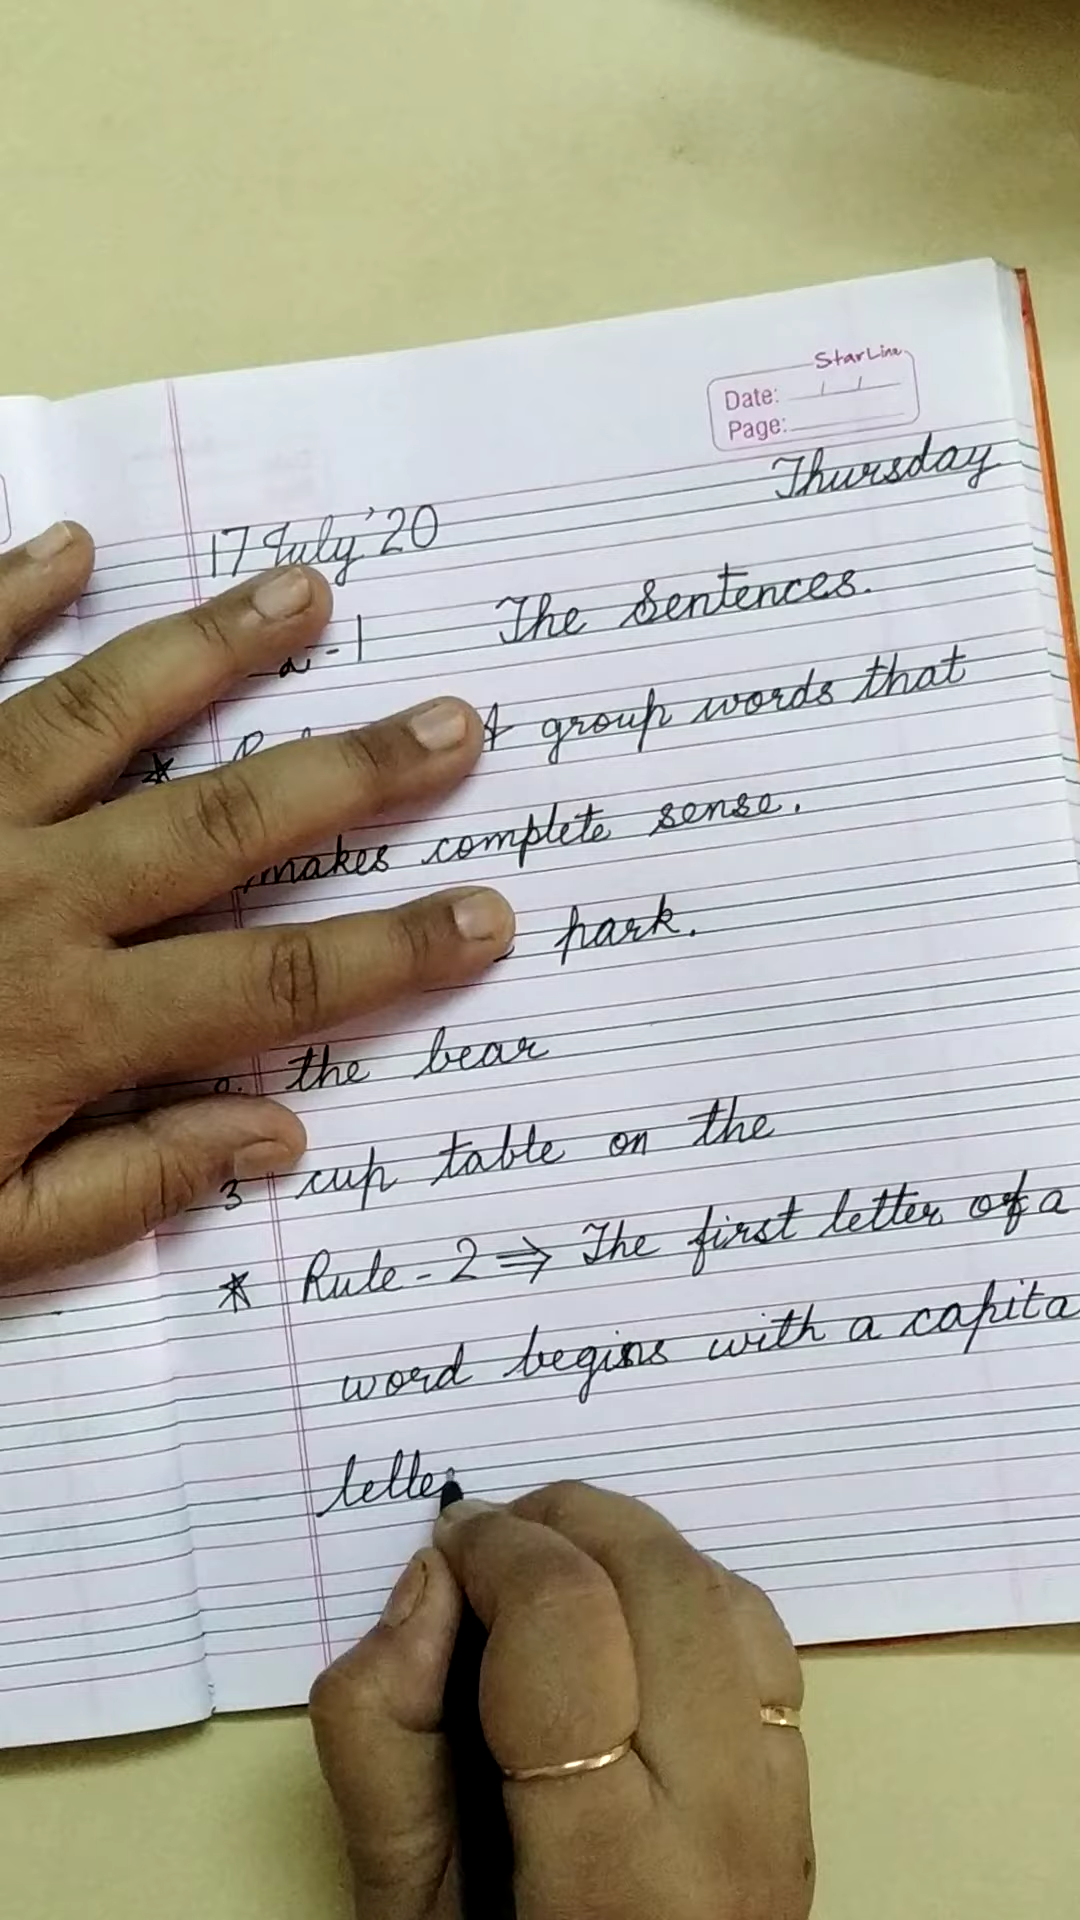 StarLine
Date: / /
Page:
Thursday
17 July '20
-1 The Sentences.
group words that
makes complete sense.
park.
the bear
3 cup table on the
* Rule-2 ⇒ The first letter of a
word begins with a capita
lette